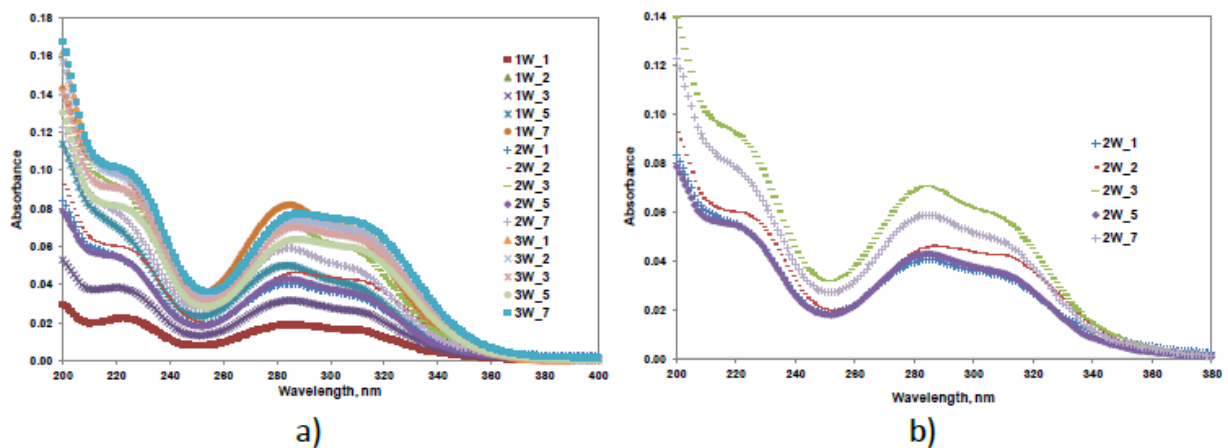 0.18
0.16
0.14
0.12
0.10
0.08
0.06
0.04
0.02
0.00
Absorbance
200 220 240 260 280 300 320 340 360 380 400
Wavelength, nm
1W_1
1W_2
1W_3
1W_5
1W_7
2W_1
2W_2
2W_3
2W_5
2W_7
3W_1
3W_2
3W_3
3W_5
3W_7
a)
0.14
0.12
0.10
0.08
0.06
0.04
0.02
0.00
Absorbance
200 220 240 260 280 300 320 340 360 380
Wavelength, nm
2W_1
2W_2
2W_3
2W_5
2W_7
b)